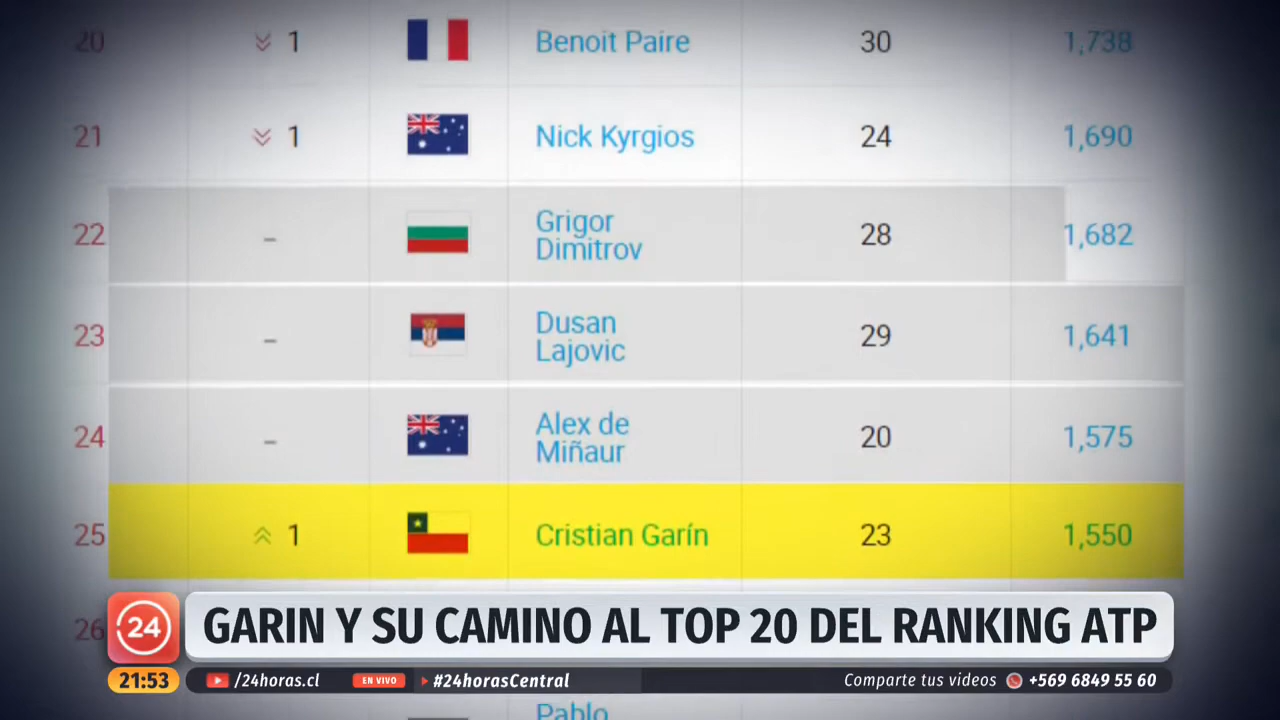 20 1 Benoit Paire 30 1,738
21 1 Nick Kyrgios 24 1,690
22 - Grigor 28 1,682
Dimitrov
23 - Dusan 29 1,641
Lajovic
24 - Alex de 20 1,575
Miñaur
25 1 Cristian Garín 23 1,550
26
24 GARIN Y SU CAMINO AL TOP 20 DEL RANKING ATP
21:53 /24horas.cl EN VIVO #24horasCentral Comparte tus videos +569 6849 55 60
Pablo